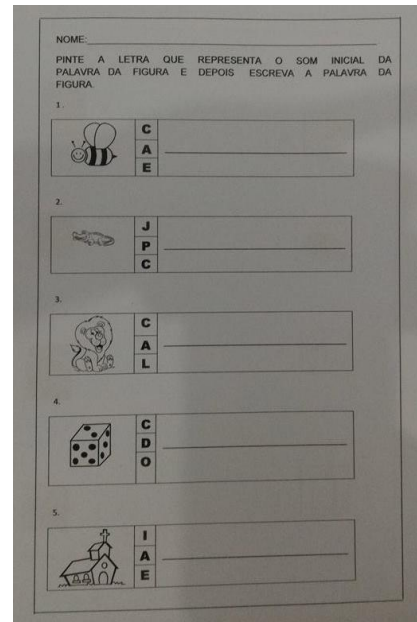 NOME:
PINTE A LETRA QUE REPRESENTA O SOM INICIAL DA
PALAVRA DA FIGURA E DEPOIS ESCREVA A PALAVRA DA
FIGURA.
1.
C
A
E
2.
J
P
C
3.
C
A
L
4.
C
D
O
5.
I
A
E